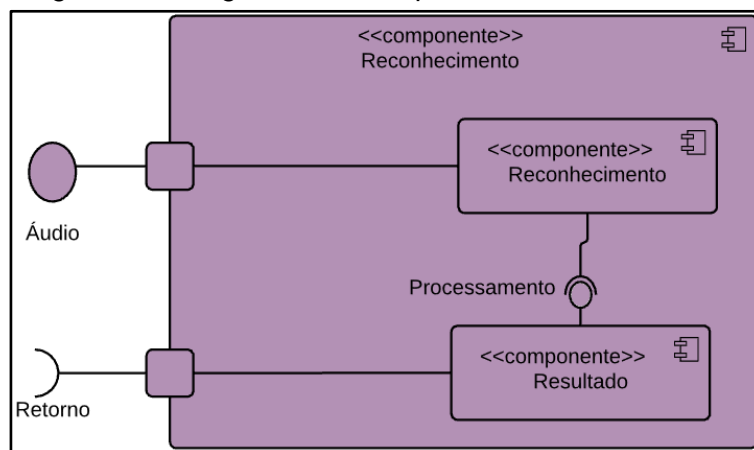 <<componente>>
Reconhecimento
<<componente>>
Reconhecimento
Áudio
Processamento
<<componente>>
Resultado
Retorno